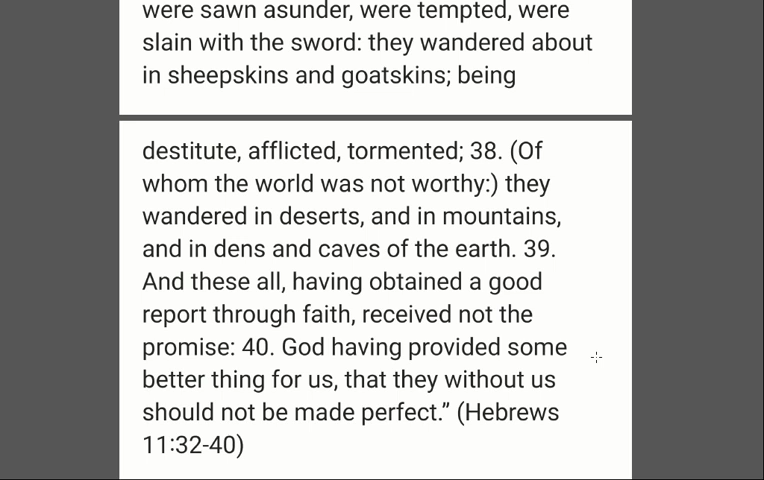 were sawn asunder, were tempted, were
slain with the sword: they wandered about
in sheepskins and goatskins; being
destitute, afflicted, tormented; 38. (Of
whom the world was not worthy:) they
wandered in deserts, and in mountains,
and in dens and caves of the earth. 39.
And these all, having obtained a good
report through faith, received not the
promise: 40. God having provided some
better thing for us, that they without us
should not be made perfect.” (Hebrews
11:32-40)